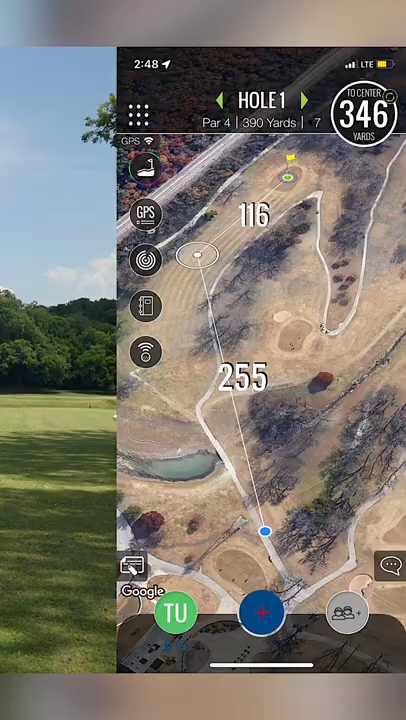 2:48
LTE
HOLE 1
Par 4 | 390 Yards | 7
TO CENTER
346
YARDS
GPS
GPS
116
255
Google
TU